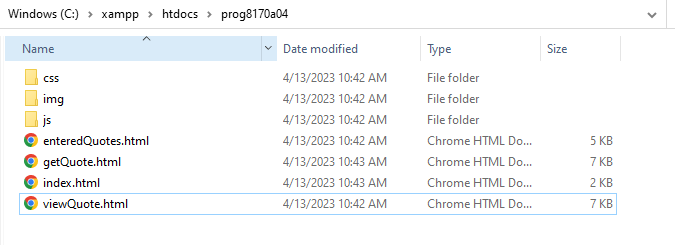 Windows (C:) > xampp > htdocs > prog8170a04
Name Date modified Type Size
css 4/13/2023 10:42 AM File folder
img 4/13/2023 10:42 AM File folder
js 4/13/2023 10:42 AM File folder
enteredQuotes.html 4/13/2023 10:42 AM Chrome HTML Do... 5 KB
getQuote.html 4/13/2023 10:43 AM Chrome HTML Do... 7 KB
index.html 4/13/2023 10:43 AM Chrome HTML Do... 2 KB
viewQuote.html 4/13/2023 10:42 AM Chrome HTML Do... 7 KB